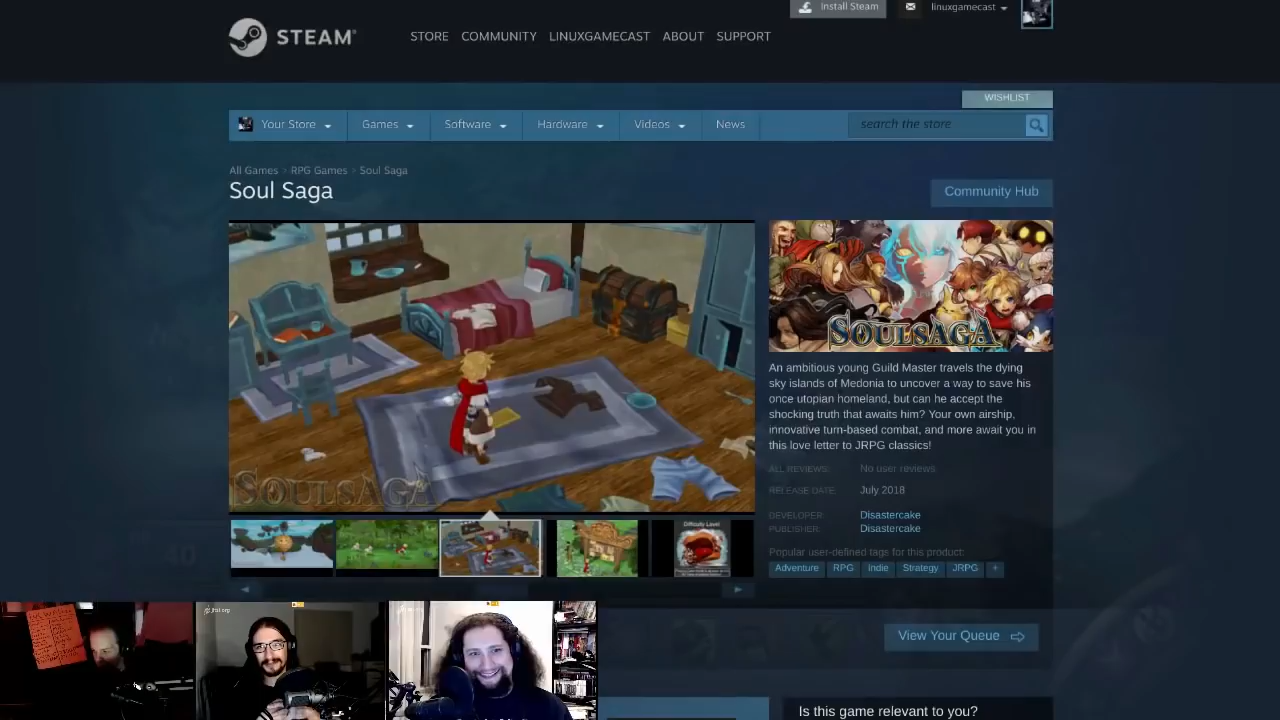 Install Steam
linuxgamecast
STEAM
STORE COMMUNITY LINUXGAMECAST ABOUT SUPPORT
WISHLIST
Your Store Games Software Hardware Videos News
search the store
All Games > RPG Games > Soul Saga
Soul Saga
Community Hub
SOULSAGA
SOULSAGA
An ambitious young Guild Master travels the dying
sky islands of Medonia to uncover a way to save his
once utopian homeland, but can he accept the
shocking truth that awaits him? Your own airship,
innovative turn-based combat, and more await you in
this love letter to JRPG classics!
ALL REVIEWS: No user reviews
RELEASE DATE: July 2018
DEVELOPER: Disastercake
PUBLISHER: Disastercake
Popular user-defined tags for this product:
Adventure RPG Indie Strategy JRPG +
Difficulty Level
View Your Queue
Is this game relevant to you?